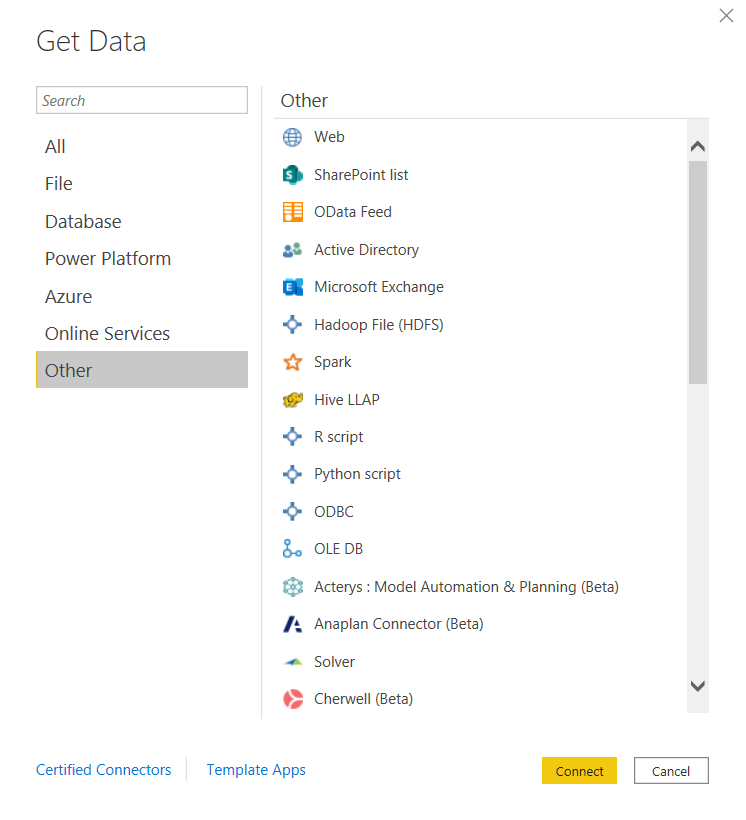 Get Data
Search
All
File
Database
Power Platform
Azure
Online Services
Other
Other
Web
SharePoint list
OData Feed
Active Directory
Microsoft Exchange
Hadoop File (HDFS)
Spark
Hive LLAP
R script
Python script
ODBC
OLE DB
Acterys : Model Automation & Planning (Beta)
Anaplan Connector (Beta)
Solver
Cherwell (Beta)
Certified Connectors
Template Apps
Connect
Cancel